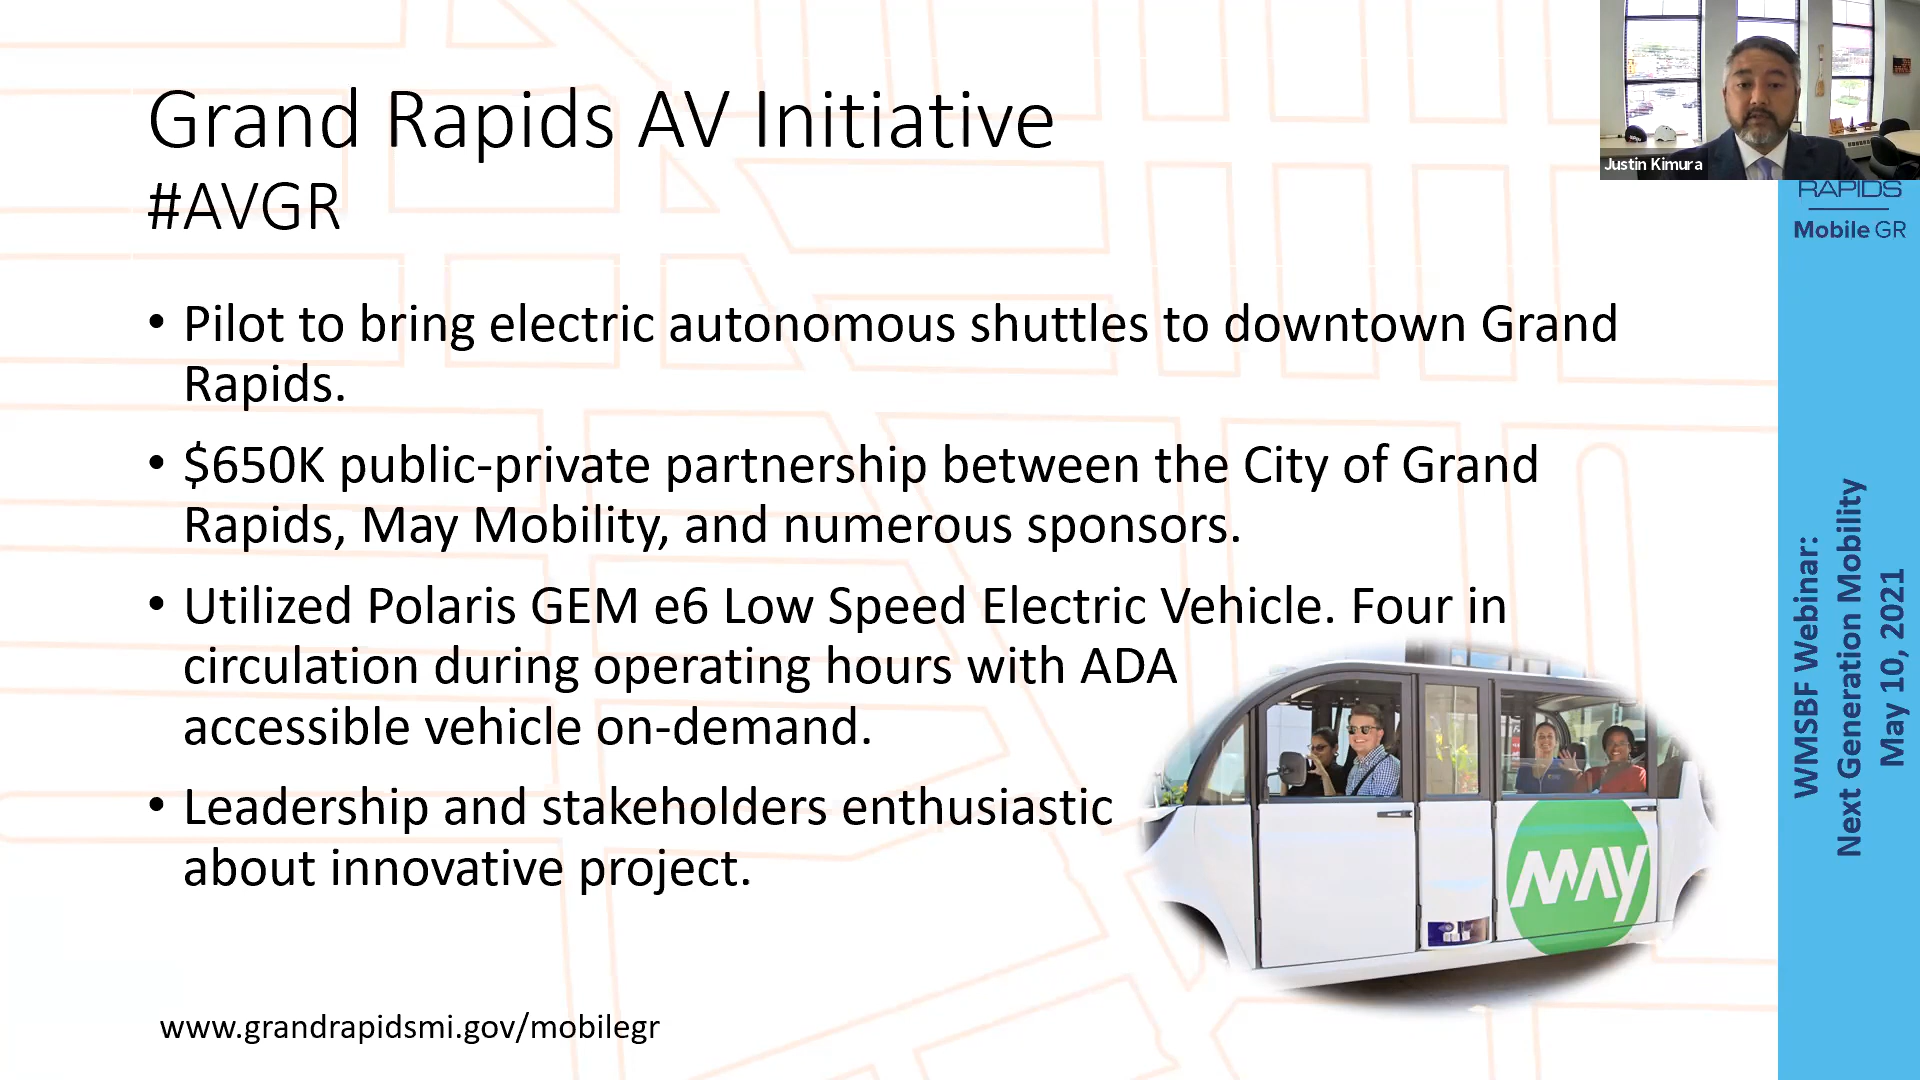 Grand Rapids AV Initiative
#AVGR
• Pilot to bring electric autonomous shuttles to downtown Grand
Rapids.
• $650K public-private partnership between the City of Grand
Rapids, May Mobility, and numerous sponsors.
• Utilized Polaris GEM e6 Low Speed Electric Vehicle. Four in
circulation during operating hours with ADA
accessible vehicle on-demand.
• Leadership and stakeholders enthusiastic
about innovative project.
MAY
www.grandrapidsmi.gov/mobilegr
Justin Kimura
RAPIDS
Mobile GR
WMSBF Webinar:
Next Generation Mobility
May 10, 2021